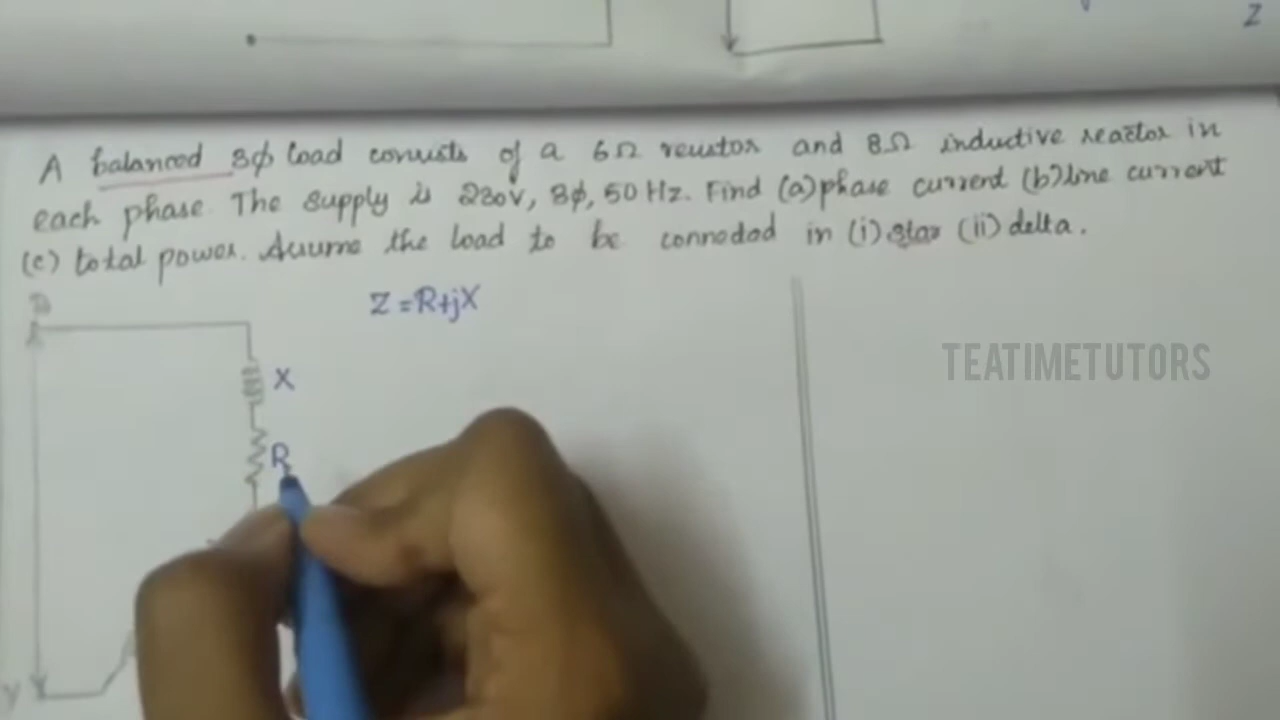 Z
A balanced 3φ load consists of a 6Ω resistor and 8Ω inductive reactor in
each phase. The supply is 230V, 3φ, 50 Hz. Find (a)phase current (b)line current
(c) total power. Assume the load to be connected in (i) star (ii) delta.
Z = R+jX
TEATIMETUTORS
X
R
Y